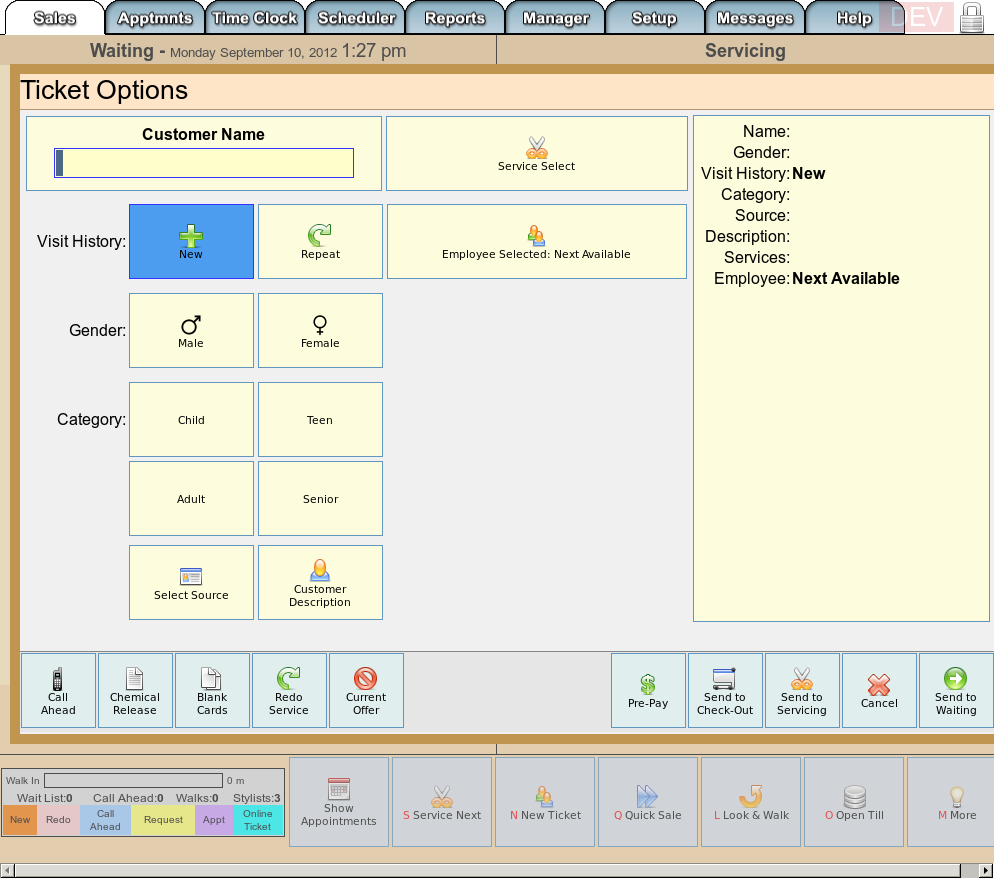 Sales Apptmnts Time Clock Scheduler Reports Manager Setup Messages Help DEV
Waiting - Monday September 10, 2012 1:27 pm Servicing
Ticket Options
Customer Name
Service Select
Visit History:
New
Repeat
Employee Selected: Next Available
Gender:
Male
Female
Category:
Child
Teen
Adult
Senior
Select Source
Customer
Description
Name:
Gender:
Visit History: New
Category:
Source:
Description:
Services:
Employee: Next Available
Call
Ahead
Chemical
Release
Blank
Cards
Redo
Service
Current
Offer
Pre-Pay
Send to
Check-Out
Send to
Servicing
Cancel
Send to
Waiting
Walk In 0 m
Wait List:0 Call Ahead:0 Walks:0 Stylists:3
New
Redo
Call
Ahead
Request
Appt
Online
Ticket
Show
Appointments
S Service Next
N New Ticket
Q Quick Sale
L Look & Walk
O Open Till
M More